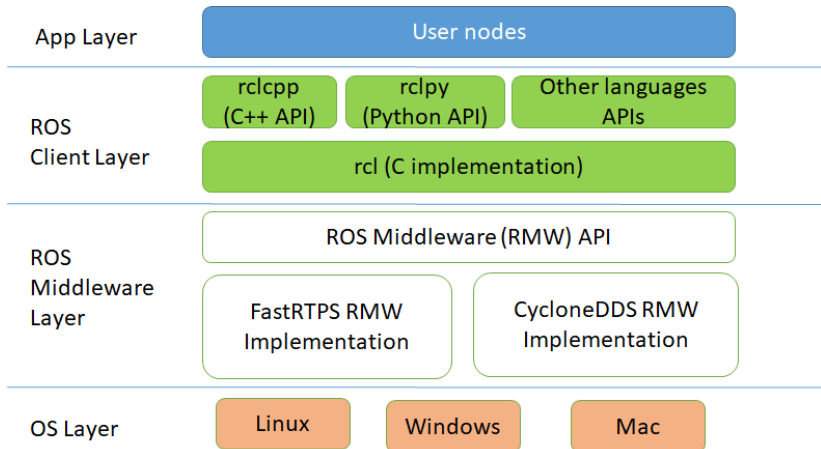 App Layer
User nodes
ROS
Client Layer
rclcpp
(C++ API)
rclpy
(Python API)
Other languages
APIs
rcl (C implementation)
ROS
Middleware
Layer
ROS Middleware (RMW) API
FastRTPS RMW
Implementation
CycloneDDS RMW
Implementation
OS Layer
Linux
Windows
Mac